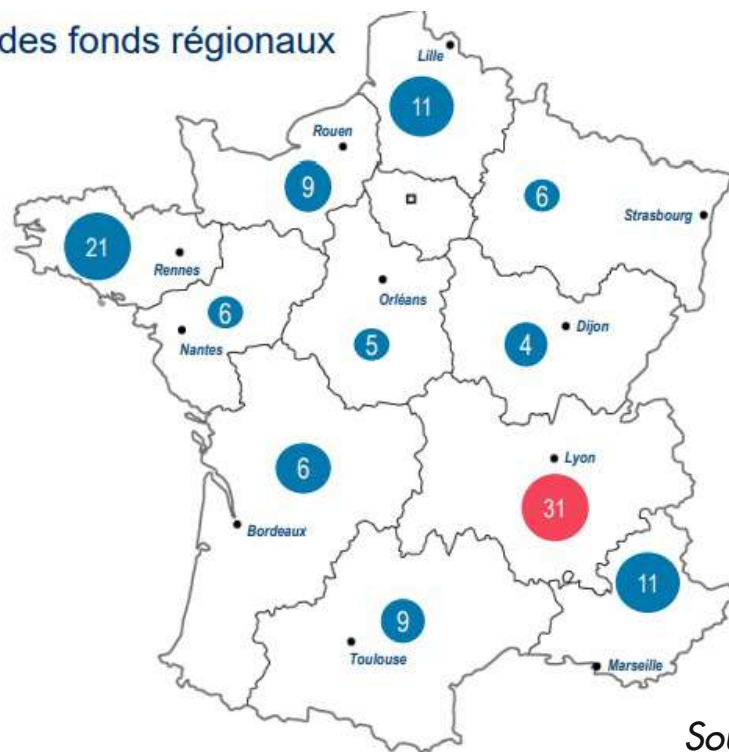 des fonds régionaux
Lille
11
Rouen
9
6
Strasbourg
21
Rennes
Orléans
6
Nantes
5
4
Dijon
6
Lyon
31
Bordeaux
11
9
Toulouse
Marseille
Sou